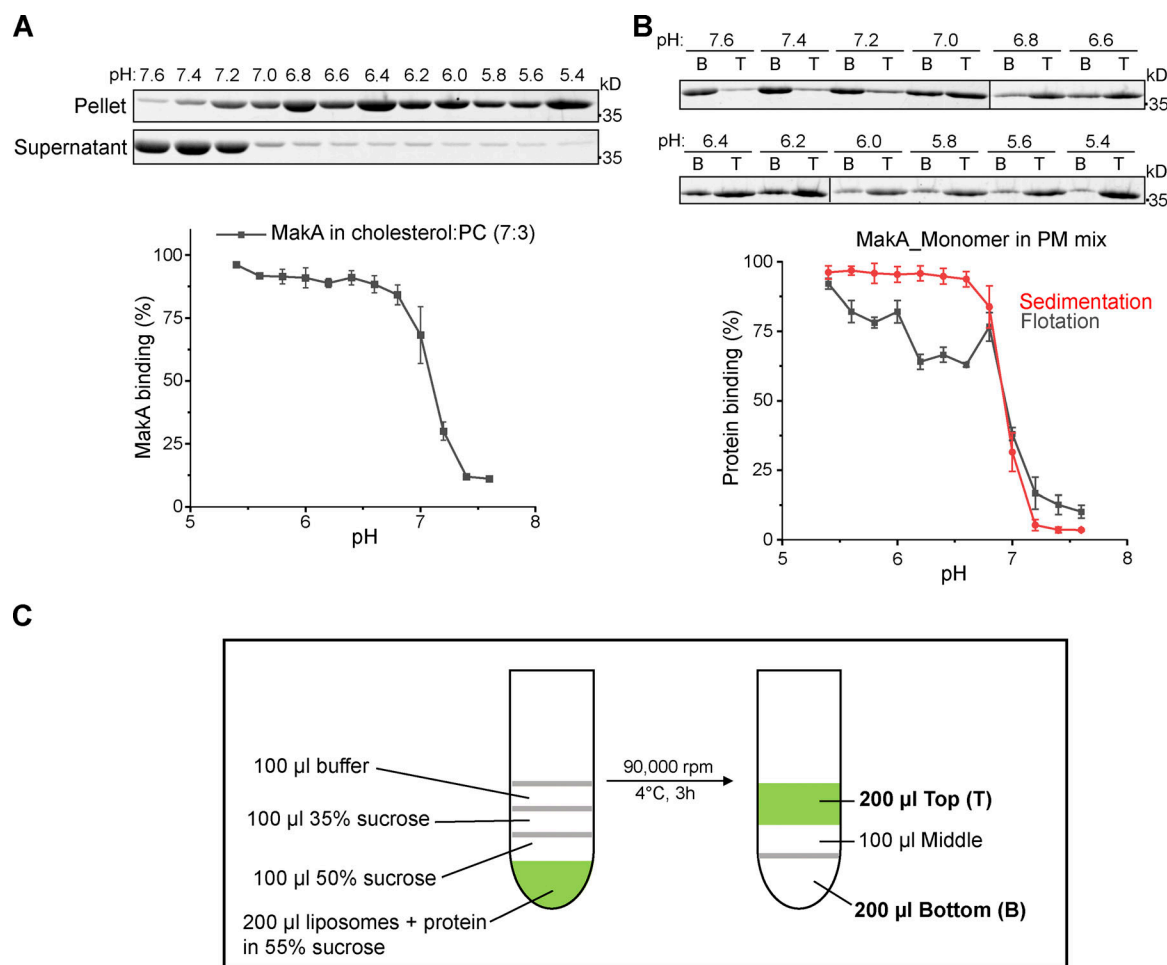 A
pH: 7.6 7.4 7.2 7.0 6.8 6.6 6.4 6.2 6.0 5.8 5.6 5.4 kD
Pellet
35
Supernatant
35
MakA in cholesterol:PC (7:3)
100
75
50
25
0
MakA binding (%)
5 6 7 8
pH
B
pH: 7.6 7.4 7.2 7.0 6.8 6.6
B T B T B T B T B T B T kD
35
pH: 6.4 6.2 6.0 5.8 5.6 5.4
B T B T B T B T B T B T kD
35
MakA_Monomer in PM mix
100
75
50
25
0
Protein binding (%)
Sedimentation
Flotation
5 6 7 8
pH
C
100 µl buffer
100 µl 35% sucrose
100 µl 50% sucrose
200 µl liposomes + protein
in 55% sucrose
90,000 rpm
4°C, 3h
200 µl Top (T)
100 µl Middle
200 µl Bottom (B)